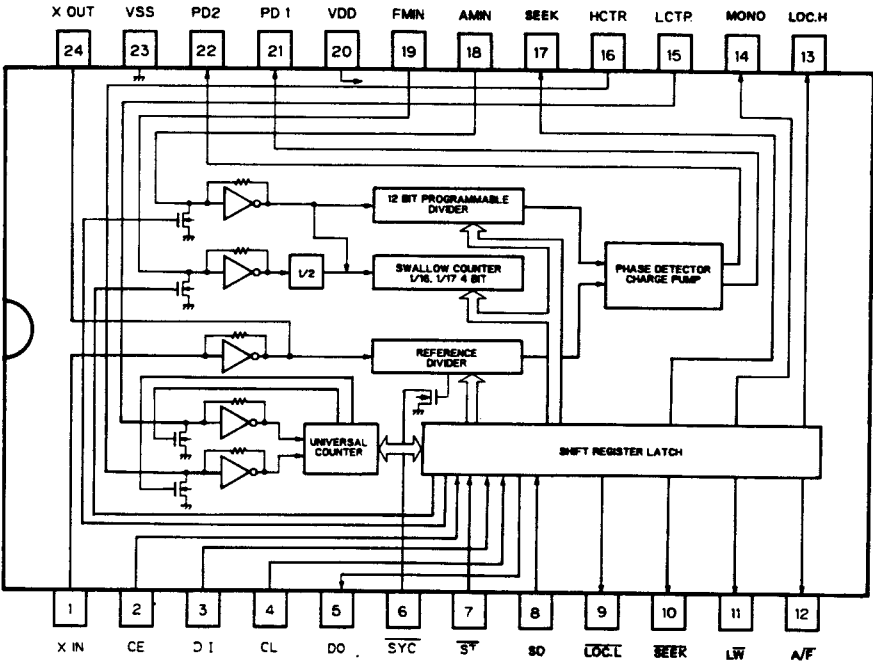 X OUT VSS PD2 PD1 VDD FMIN AMIN SEEK HCTR LCTR MONO LOC.H
24 23 22 21 20 19 18 17 16 15 14 13
12 BIT PROGRAMMABLE
DIVIDER
1/2
SWALLOW COUNTER
1/16, 1/17 4 BIT
PHASE DETECTOR
CHARGE PUMP
REFERENCE
DIVIDER
UNIVERSAL
COUNTER
SHIFT REGISTER LATCH
1 2 3 4 5 6 7 8 9 10 11 12
X IN CE DI CL DO SYC ST SD LOC.L SEEK LW A/F